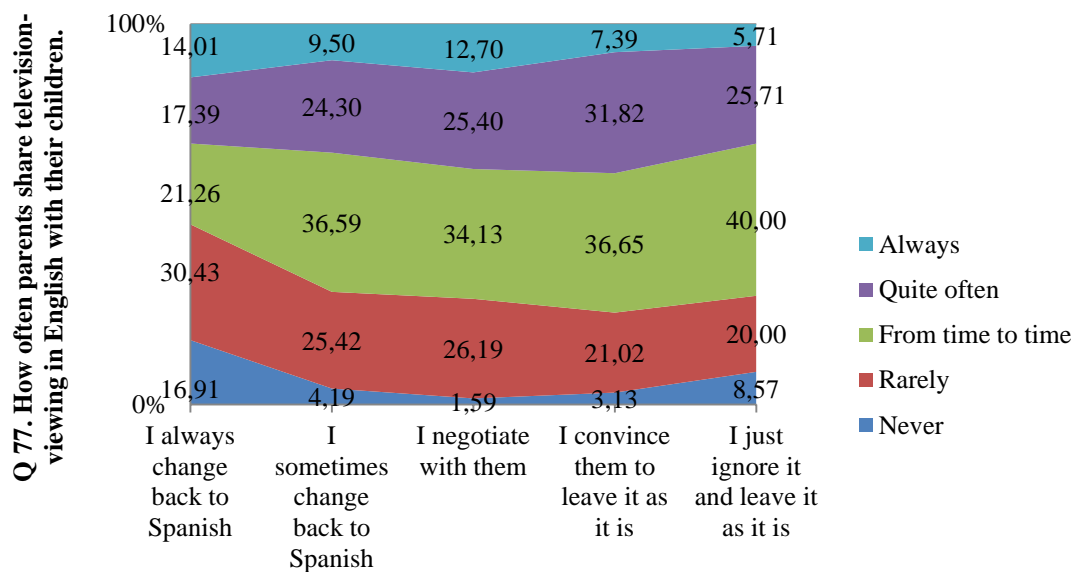 Q 77. How often parents share television-
viewing in English with their children.
100%
0%
14,01
9,50
12,70
7,39
5,71
17,39
24,30
25,40
31,82
25,71
21,26
36,59
34,13
36,65
40,00
30,43
25,42
26,19
21,02
20,00
16,91
4,19
1,59
3,13
8,57
I always
change
back to
Spanish
I
sometimes
change
back to
Spanish
I negotiate
with them
I convince
them to
leave it as
it is
I just
ignore it
and leave it
as it is
Always
Quite often
From time to time
Rarely
Never